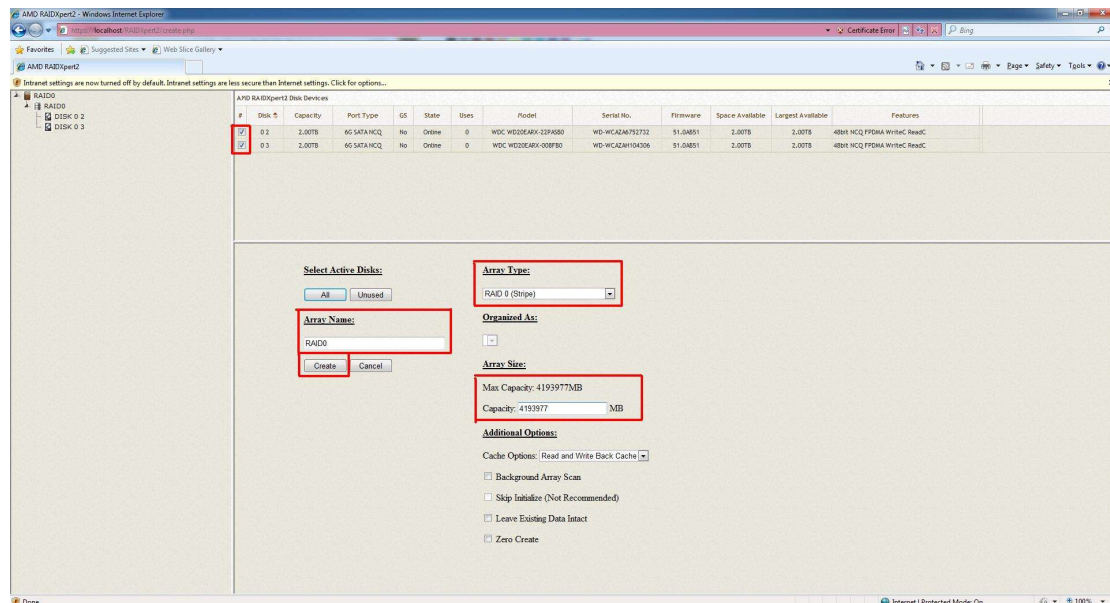 AMD RAIDXpert2 - Windows Internet Explorer
https://localhost/RAIDXpert2/create.php
Certificate Error
Bing
Favorites
Suggested Sites
Web Slice Gallery
AMD RAIDXpert2
Page
Safety
Tools
Intranet settings are now turned off by default. Intranet settings are less secure than Internet settings. Click for options...
RAID0
RAID0
DISK 0 2
DISK 0 3
AMD RAIDXpert2 Disk Devices
# Disk Capacity Port Type GS State Uses Model Serial No. Firmware Space Available Largest Available Features
0 2 2.00TB 6G SATA NCQ No Online 0 WDC WD20EARX-22PASB0 WD-WCAZA6752732 51.0AB51 2.00TB 2.00TB 48bit NCQ FPDMA WriteC ReadC
0 3 2.00TB 6G SATA NCQ No Online 0 WDC WD20EARX-008FB0 WD-WCAZAH104306 51.0AB51 2.00TB 2.00TB 48bit NCQ FPDMA WriteC ReadC
Select Active Disks:
All
Unused
Array Name:
RAID0
Create
Cancel
Array Type:
RAID 0 (Stripe)
Organized As:
Array Size:
Max Capacity: 4193977MB
Capacity: 4193977 MB
Additional Options:
Cache Options: Read and Write Back Cache
Background Array Scan
Skip Initialize (Not Recommended)
Leave Existing Data Intact
Zero Create
Done
Internet | Protected Mode: On
100%